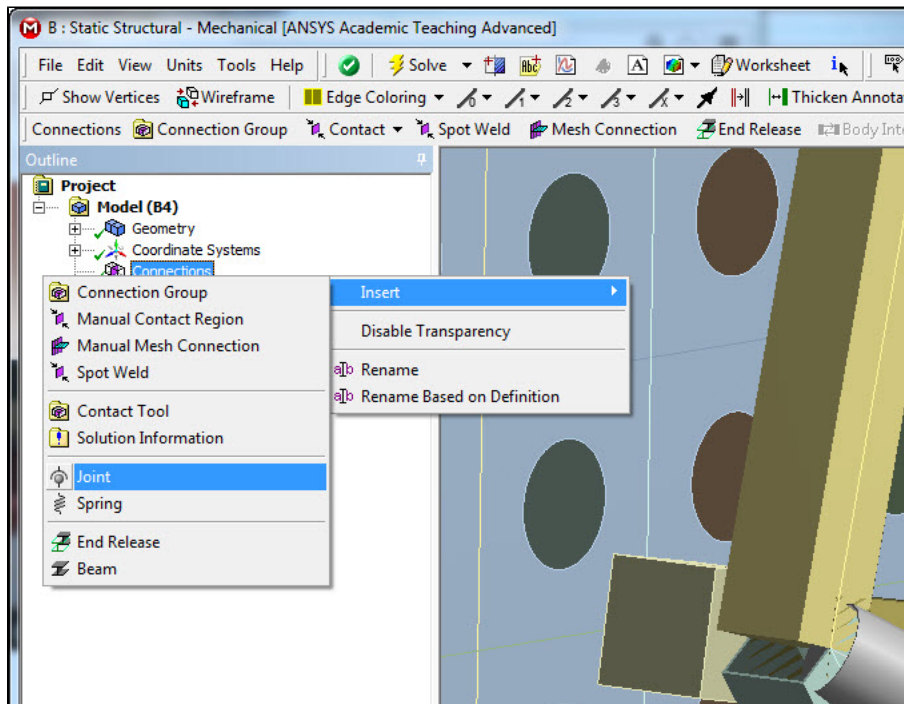 B : Static Structural - Mechanical [ANSYS Academic Teaching Advanced]
File Edit View Units Tools Help Solve Worksheet
Show Vertices Wireframe Edge Coloring Thicken Annota
Connections Connection Group Contact Spot Weld Mesh Connection End Release Body Inte
Outline
Project
Model (B4)
Geometry
Coordinate Systems
Connections
Connection Group
Manual Contact Region
Manual Mesh Connection
Spot Weld
Contact Tool
Solution Information
Joint
Spring
End Release
Beam
Insert
Disable Transparency
Rename
Rename Based on Definition